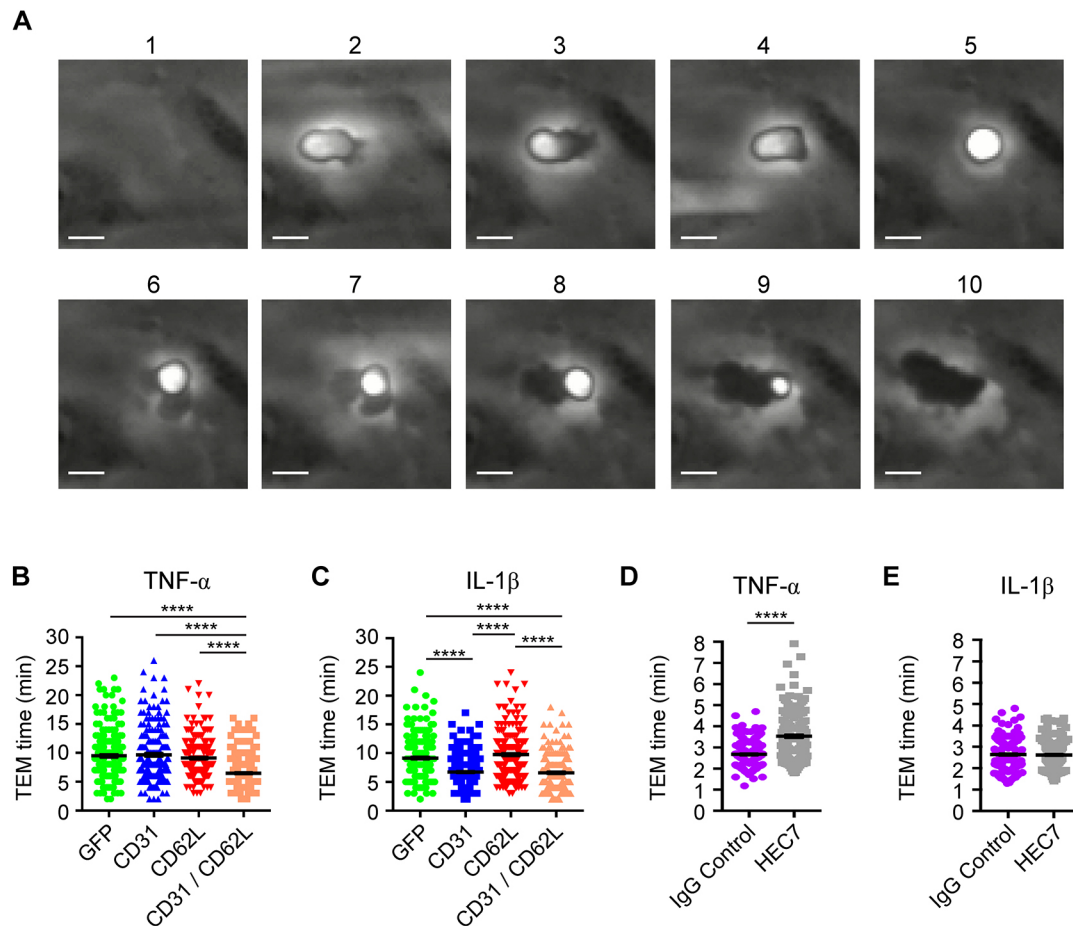 A
1 2 3 4 5
6 7 8 9 10
B TNF-α
****
****
****
TEM time (min)
30
25
20
15
10
5
0
GFP
CD31
CD62L
CD31 / CD62L
C IL-1β
****
****
**** ****
TEM time (min)
30
25
20
15
10
5
0
GFP
CD31
CD62L
CD31 / CD62L
D TNF-α
****
TEM time (min)
8
7
6
5
4
3
2
1
0
IgG Control
HEC7
E IL-1β
TEM time (min)
8
7
6
5
4
3
2
1
0
IgG Control
HEC7